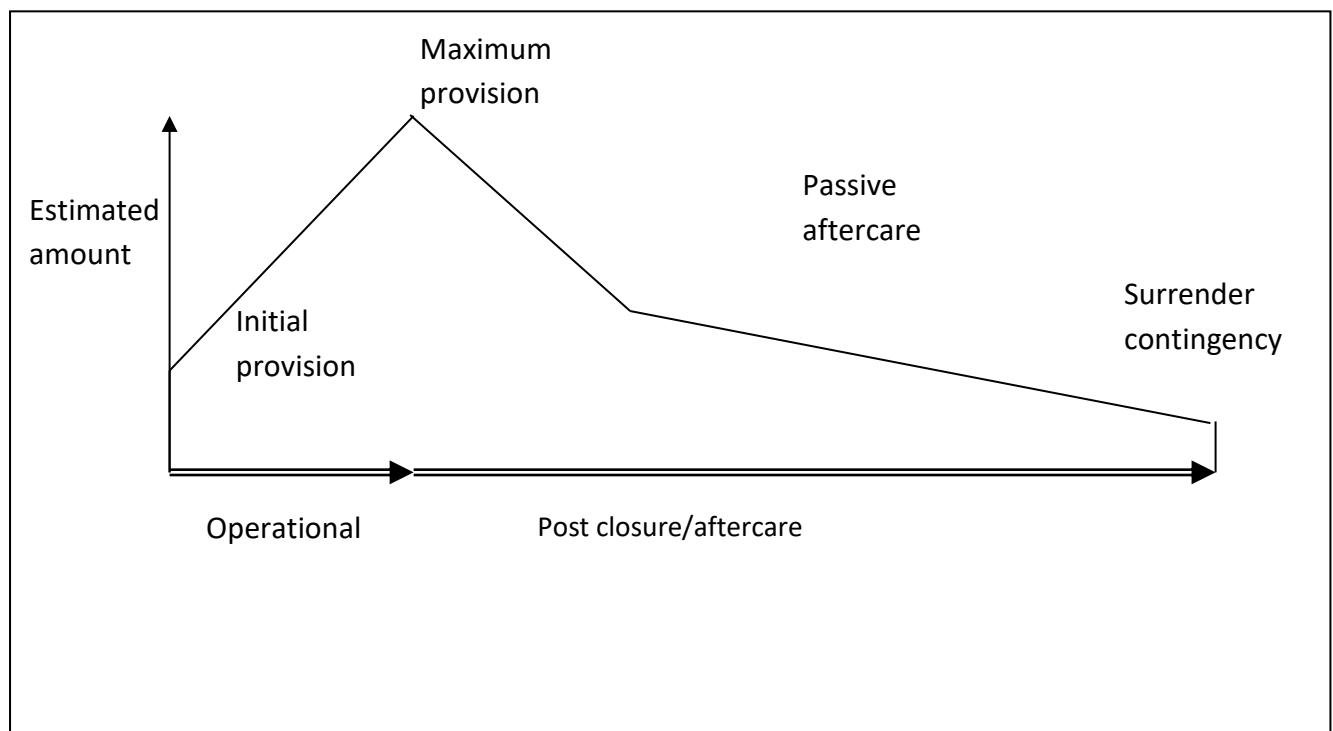 Maximum
provision
Estimated
amount
Passive
aftercare
Initial
provision
Surrender
contingency
Operational
Post closure/aftercare